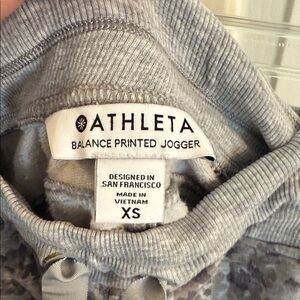 ATHLETA
BALANCE PRINTED JOGGER
DESIGNED IN
SAN FRANCISCO
MADE IN
VIETNAM
XS